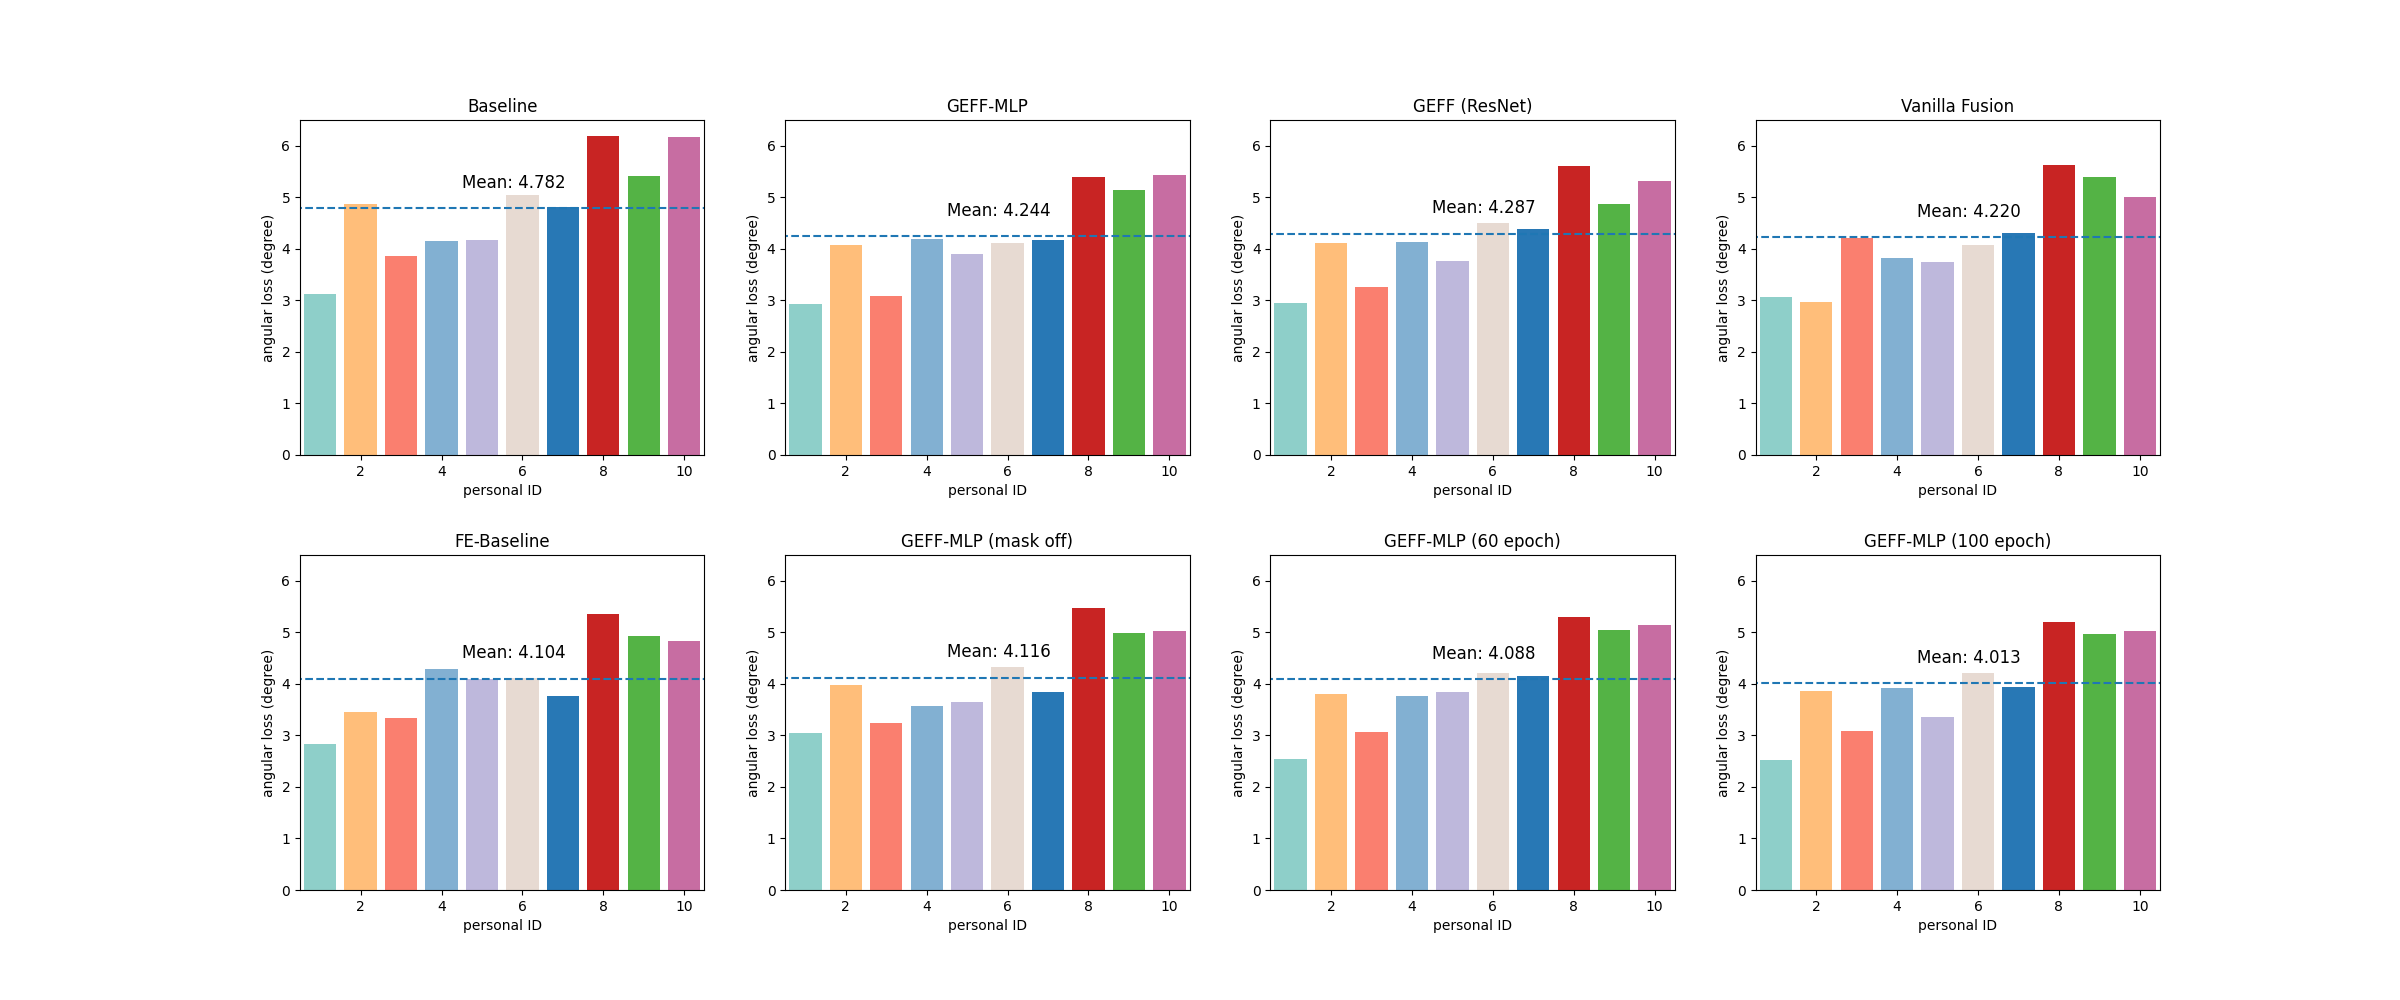 Baseline
GEFF-MLP
GEFF (ResNet)
Vanilla Fusion
angular loss (degree)
6
5
4
3
2
1
0
Mean: 4.782
2 4 6 8 10
personal ID
angular loss (degree)
6
5
4
3
2
1
0
Mean: 4.244
2 4 6 8 10
personal ID
angular loss (degree)
6
5
4
3
2
1
0
Mean: 4.287
2 4 6 8 10
personal ID
angular loss (degree)
6
5
4
3
2
1
0
Mean: 4.220
2 4 6 8 10
personal ID
FE-Baseline
GEFF-MLP (mask off)
GEFF-MLP (60 epoch)
GEFF-MLP (100 epoch)
angular loss (degree)
6
5
4
3
2
1
0
Mean: 4.104
2 4 6 8 10
personal ID
angular loss (degree)
6
5
4
3
2
1
0
Mean: 4.116
2 4 6 8 10
personal ID
angular loss (degree)
6
5
4
3
2
1
0
Mean: 4.088
2 4 6 8 10
personal ID
angular loss (degree)
6
5
4
3
2
1
0
Mean: 4.013
2 4 6 8 10
personal ID